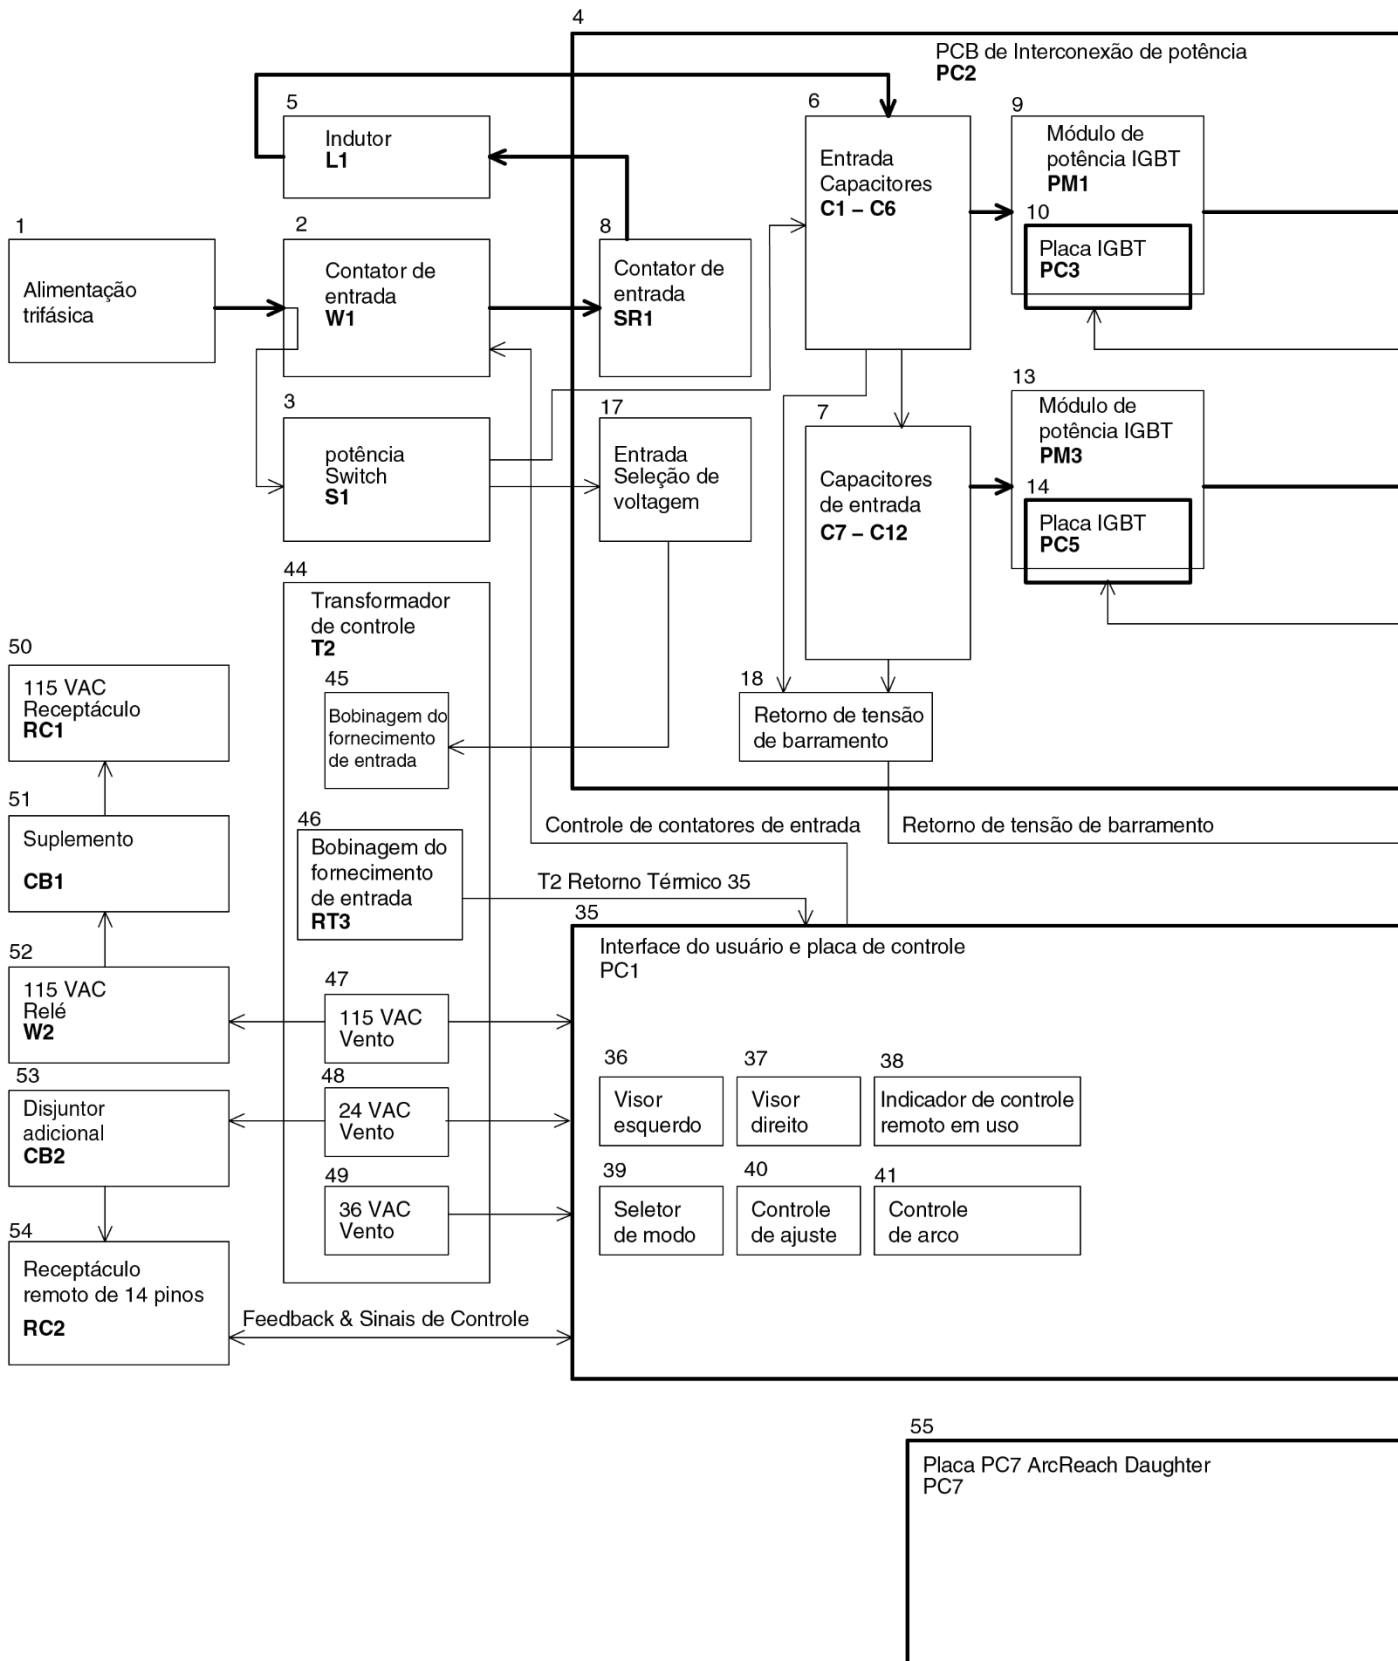 4
PCB de Interconexão de potência
PC2
5
Indutor
L1
6
Entrada
Capacitores
C1 – C6
9
Módulo de
potência IGBT
PM1
10
Placa IGBT
PC3
1
Alimentação
trifásica
2
Contator de
entrada
W1
8
Contator de
entrada
SR1
3
potência
Switch
S1
17
Entrada
Seleção de
voltagem
7
Capacitores
de entrada
C7 – C12
13
Módulo de
potência IGBT
PM3
14
Placa IGBT
PC5
44
Transformador
de controle
T2
45
Bobinagem do
fornecimento
de entrada
18
Retorno de tensão
de barramento
50
115 VAC
Receptáculo
RC1
51
Suplemento
CB1
46
Bobinagem do
fornecimento
de entrada
RT3
Controle de contatores de entrada
Retorno de tensão de barramento
T2 Retorno Térmico 35
35
Interface do usuário e placa de controle
PC1
52
115 VAC
Relé
W2
47
115 VAC
Vento
53
Disjuntor
adicional
CB2
48
24 VAC
Vento
49
36 VAC
Vento
36
Visor
esquerdo
37
Visor
direito
38
Indicador de controle
remoto em uso
39
Seletor
de modo
40
Controle
de ajuste
41
Controle
de arco
54
Receptáculo
remoto de 14 pinos
RC2
Feedback & Sinais de Controle
55
Placa PC7 ArcReach Daughter
PC7